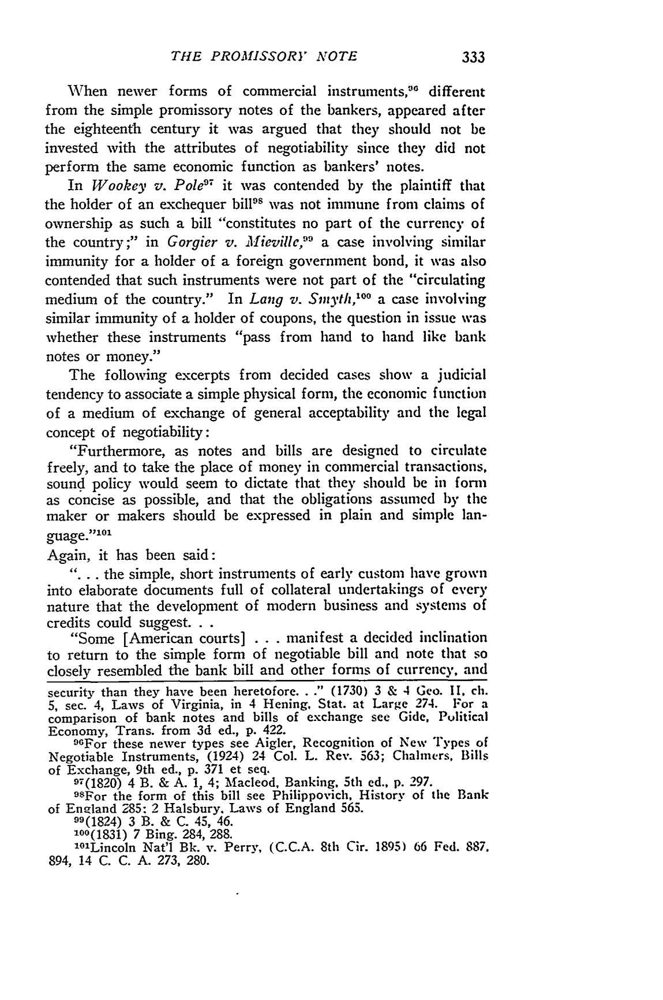 THE PROMISSORY NOTE 333
When newer forms of commercial instruments,⁹⁶ different
from the simple promissory notes of the bankers, appeared after
the eighteenth century it was argued that they should not be
invested with the attributes of negotiability since they did not
perform the same economic function as bankers' notes.
In Wookey v. Pole⁹⁷ it was contended by the plaintiff that
the holder of an exchequer bill⁹⁸ was not immune from claims of
ownership as such a bill "constitutes no part of the currency of
the country;" in Gorgier v. Mieville,⁹⁹ a case involving similar
immunity for a holder of a foreign government bond, it was also
contended that such instruments were not part of the "circulating
medium of the country." In Lang v. Smyth,¹⁰⁰ a case involving
similar immunity of a holder of coupons, the question in issue was
whether these instruments "pass from hand to hand like bank
notes or money."
The following excerpts from decided cases show a judicial
tendency to associate a simple physical form, the economic function
of a medium of exchange of general acceptability and the legal
concept of negotiability:
"Furthermore, as notes and bills are designed to circulate
freely, and to take the place of money in commercial transactions,
sound policy would seem to dictate that they should be in form
as concise as possible, and that the obligations assumed by the
maker or makers should be expressed in plain and simple lan-
guage."¹⁰¹
Again, it has been said:
". . . the simple, short instruments of early custom have grown
into elaborate documents full of collateral undertakings of every
nature that the development of modern business and systems of
credits could suggest. . .
"Some [American courts] . . . manifest a decided inclination
to return to the simple form of negotiable bill and note that so
closely resembled the bank bill and other forms of currency, and
security than they have been heretofore. . ." (1730) 3 & 4 Geo. II, ch.
5, sec. 4, Laws of Virginia, in 4 Hening, Stat. at Large 274. For a
comparison of bank notes and bills of exchange see Gide, Political
Economy, Trans. from 3d ed., p. 422.
⁹⁶For these newer types see Aigler, Recognition of New Types of
Negotiable Instruments, (1924) 24 Col. L. Rev. 563; Chalmers, Bills
of Exchange, 9th ed., p. 371 et seq.
⁹⁷(1820) 4 B. & A. 1, 4; Macleod, Banking, 5th ed., p. 297.
⁹⁸For the form of this bill see Philippovich, History of the Bank
of England 285; 2 Halsbury, Laws of England 565.
⁹⁹(1824) 3 B. & C. 45, 46.
¹⁰⁰(1831) 7 Bing. 284, 288.
¹⁰¹Lincoln Nat'l Bk. v. Perry, (C.C.A. 8th Cir. 1895) 66 Fed. 887,
894, 14 C. C. A. 273, 280.